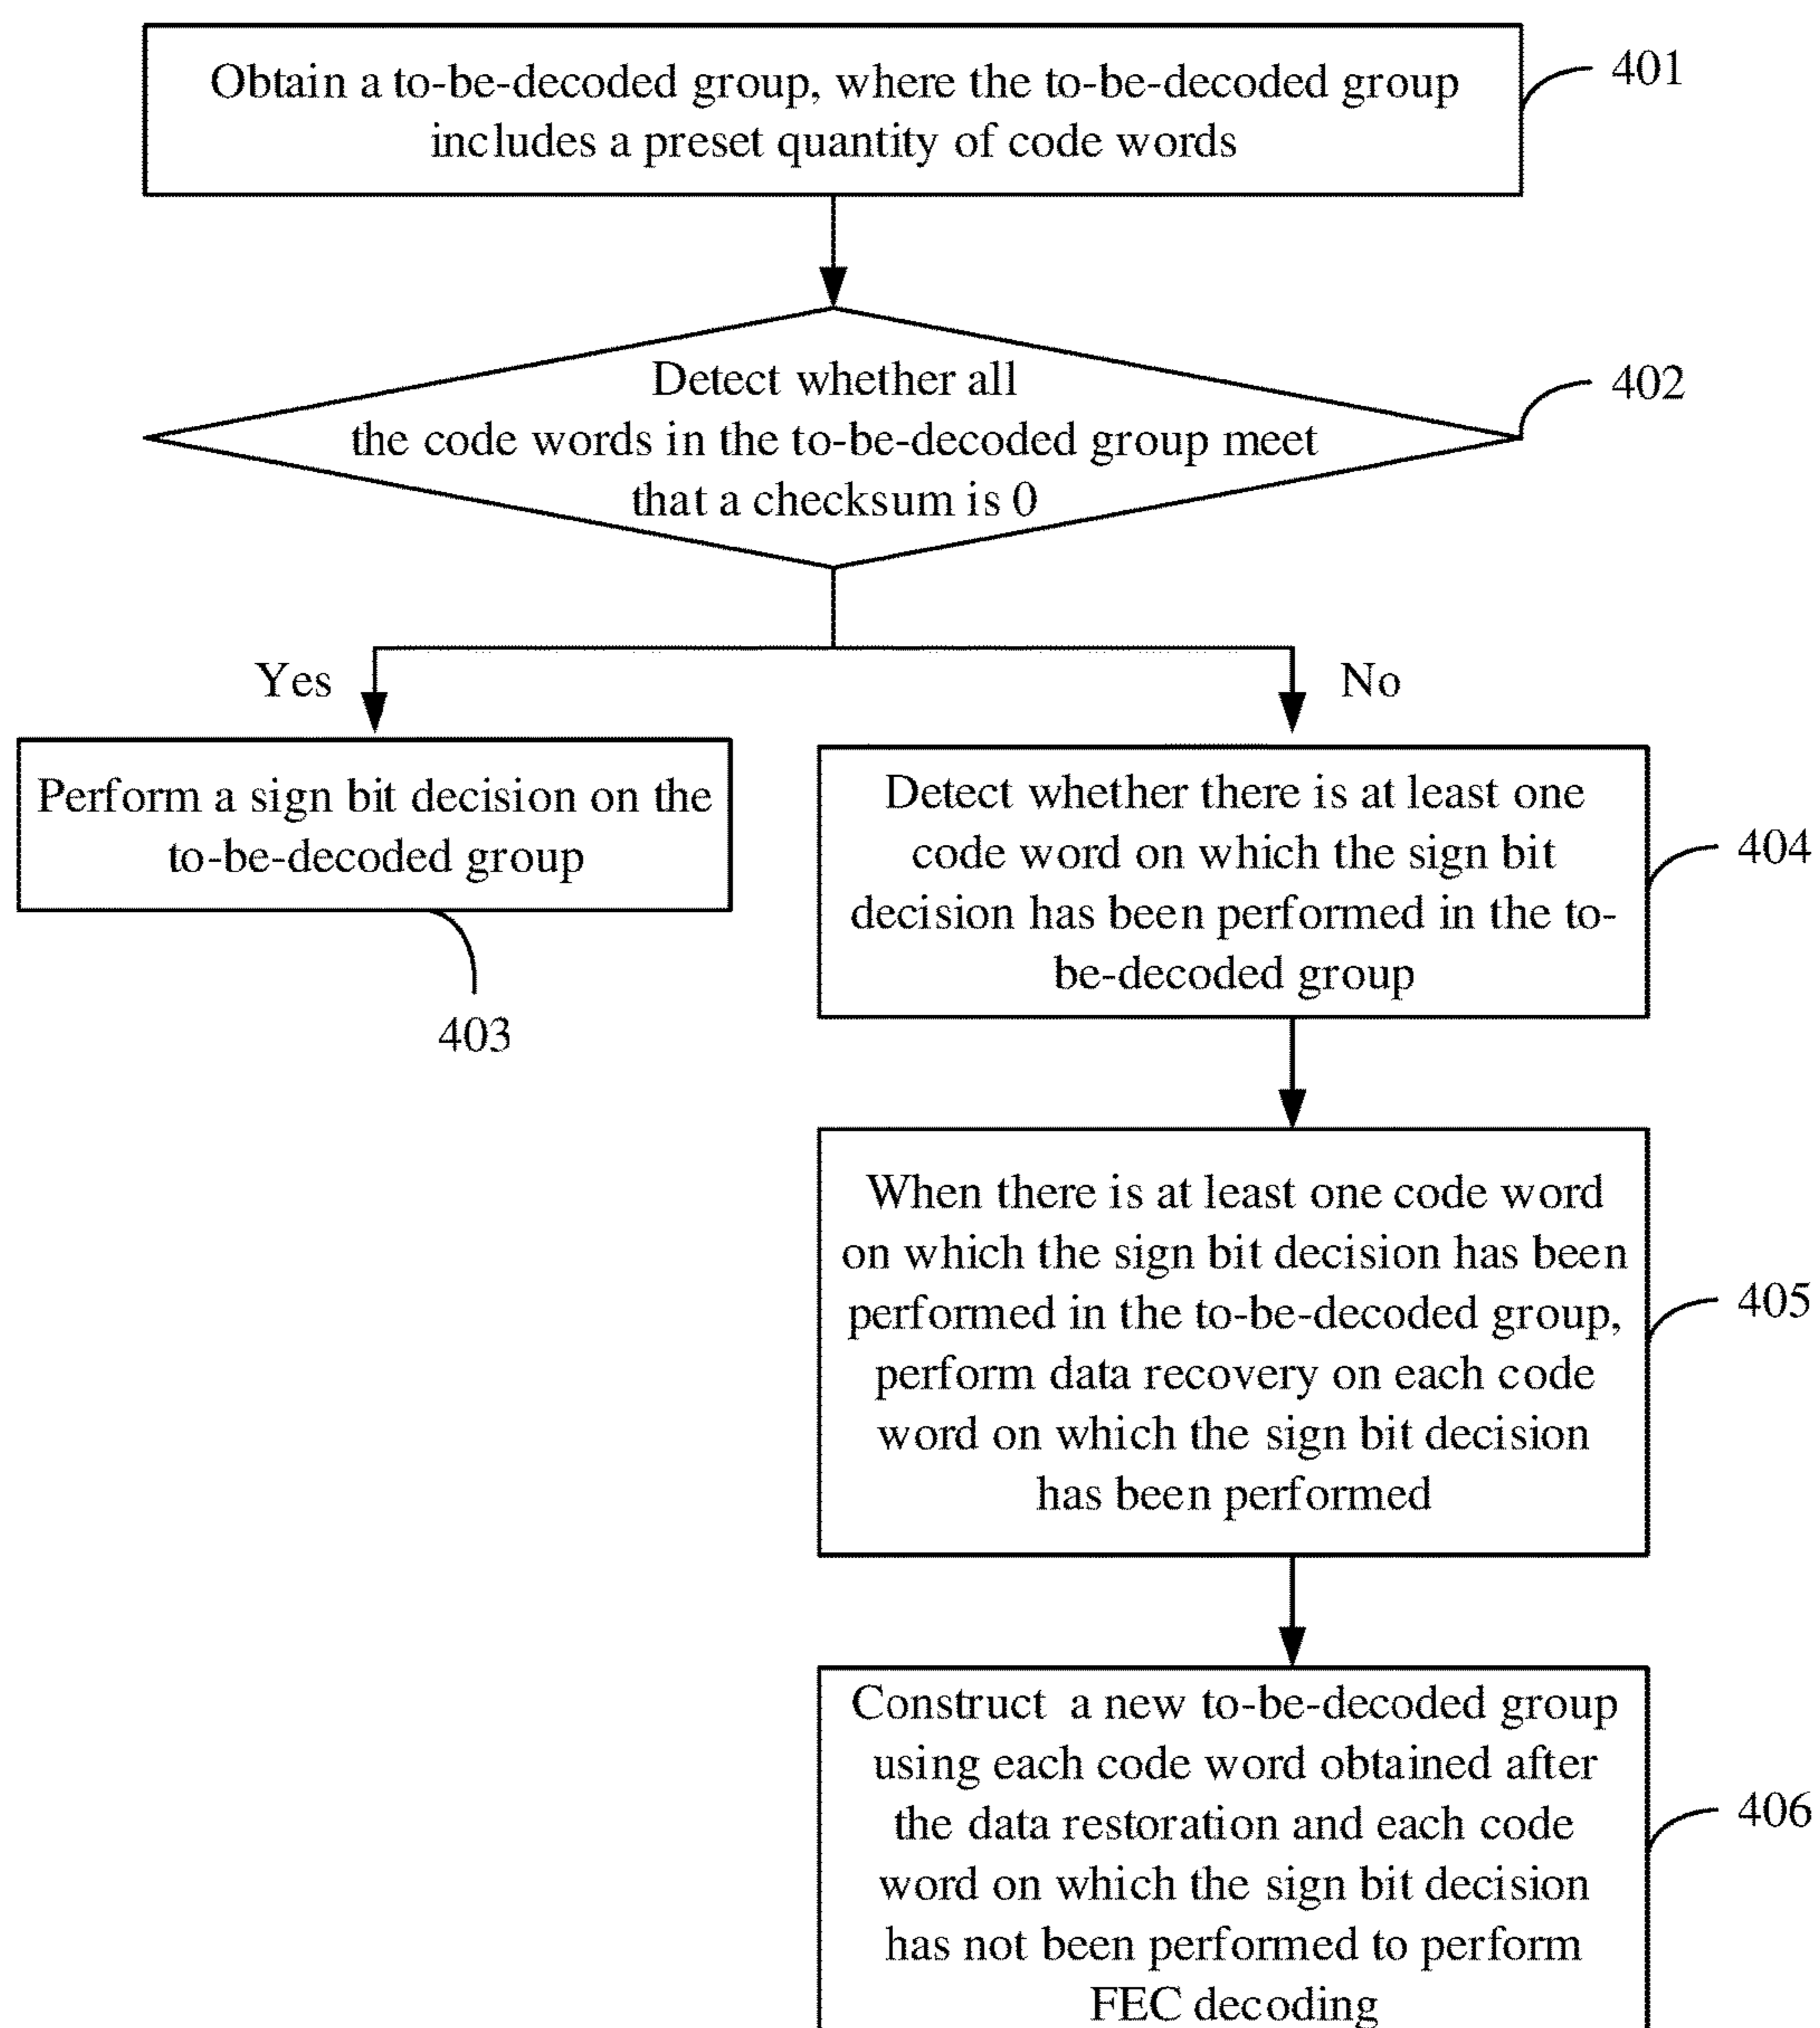 Obtain a to-be-decoded group, where the to-be-decoded group
includes a preset quantity of code words
401
Detect whether all
the code words in the to-be-decoded group meet
that a checksum is 0
402
Yes
No
Perform a sign bit decision on the
to-be-decoded group
403
Detect whether there is at least one
code word on which the sign bit
decision has been performed in the to-
be-decoded group
404
When there is at least one code word
on which the sign bit decision has been
performed in the to-be-decoded group,
perform data recovery on each code
word on which the sign bit decision
has been performed
405
Construct a new to-be-decoded group
using each code word obtained after
the data restoration and each code
word on which the sign bit decision
has not been performed to perform
FEC decoding
406